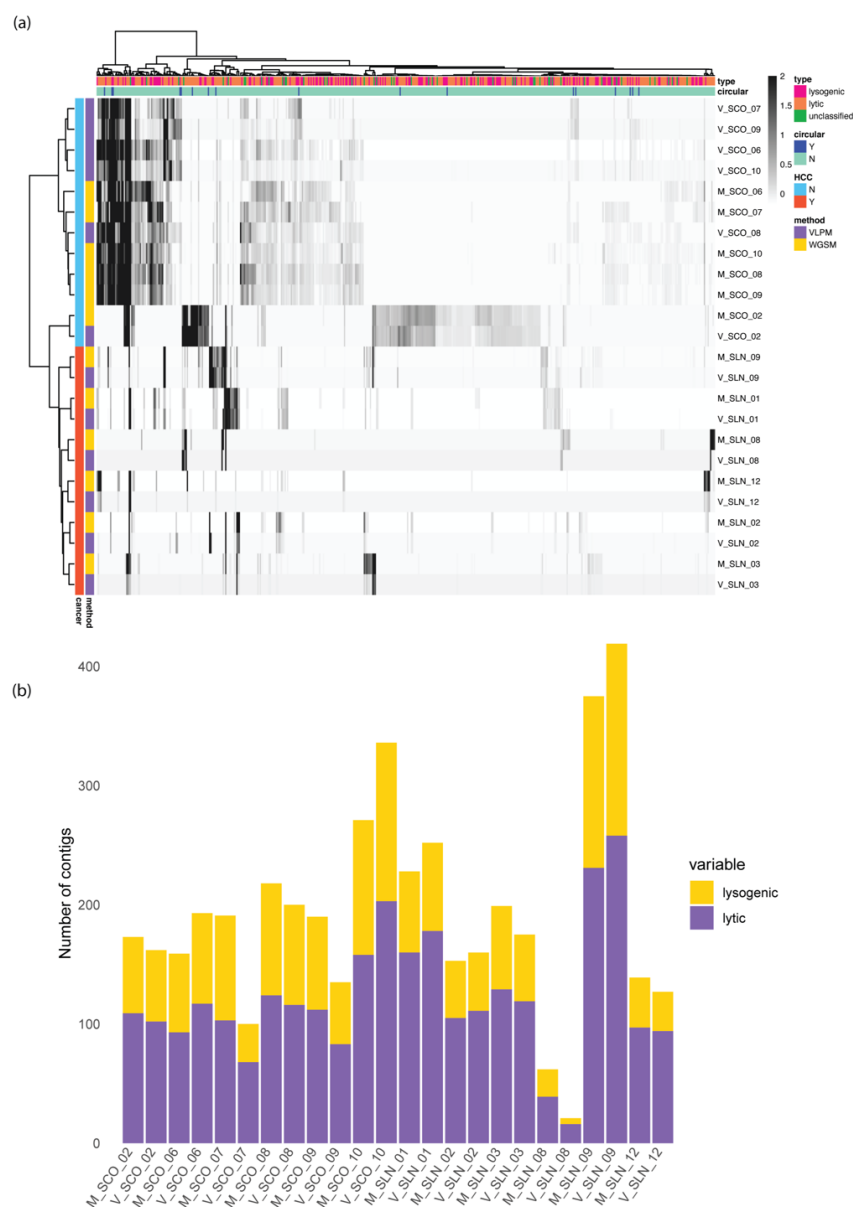 (a)
type
circular
V_SCO_07
V_SCO_09
V_SCO_06
V_SCO_10
M_SCO_06
M_SCO_07
V_SCO_08
M_SCO_10
M_SCO_08
M_SCO_09
M_SCO_02
V_SCO_02
M_SLN_09
V_SLN_09
M_SLN_01
V_SLN_01
M_SLN_08
V_SLN_08
M_SLN_12
V_SLN_12
M_SLN_02
V_SLN_02
M_SLN_03
V_SLN_03
method
cancer
2
1.5
1
0.5
0
type
lysogenic
lytic
unclassified
circular
Y
N
HCC
N
Y
method
VLPM
WGSM
(b)
400
300
200
100
0
Number of contigs
variable
lysogenic
lytic
M_SCO_02
V_SCO_02
M_SCO_06
V_SCO_06
M_SCO_07
V_SCO_07
M_SCO_08
V_SCO_08
M_SCO_09
V_SCO_09
M_SCO_10
V_SCO_10
M_SLN_01
V_SLN_01
M_SLN_02
V_SLN_02
M_SLN_03
V_SLN_03
M_SLN_08
V_SLN_08
M_SLN_09
V_SLN_09
M_SLN_12
V_SLN_12